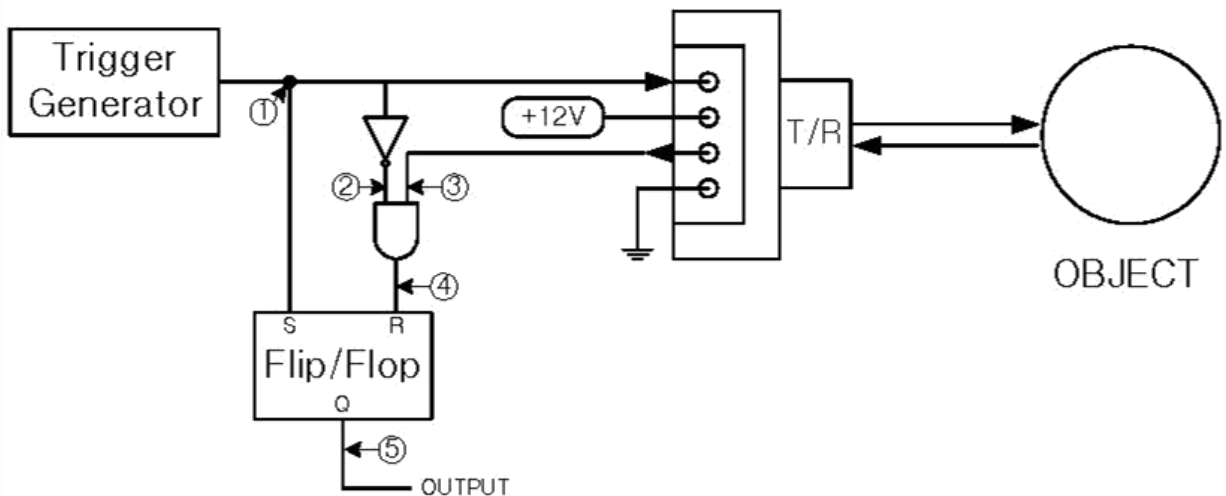 Trigger
Generator
①
+12V
T/R
②
③
④
S
R
Flip/Flop
Q
⑤
OUTPUT
OBJECT